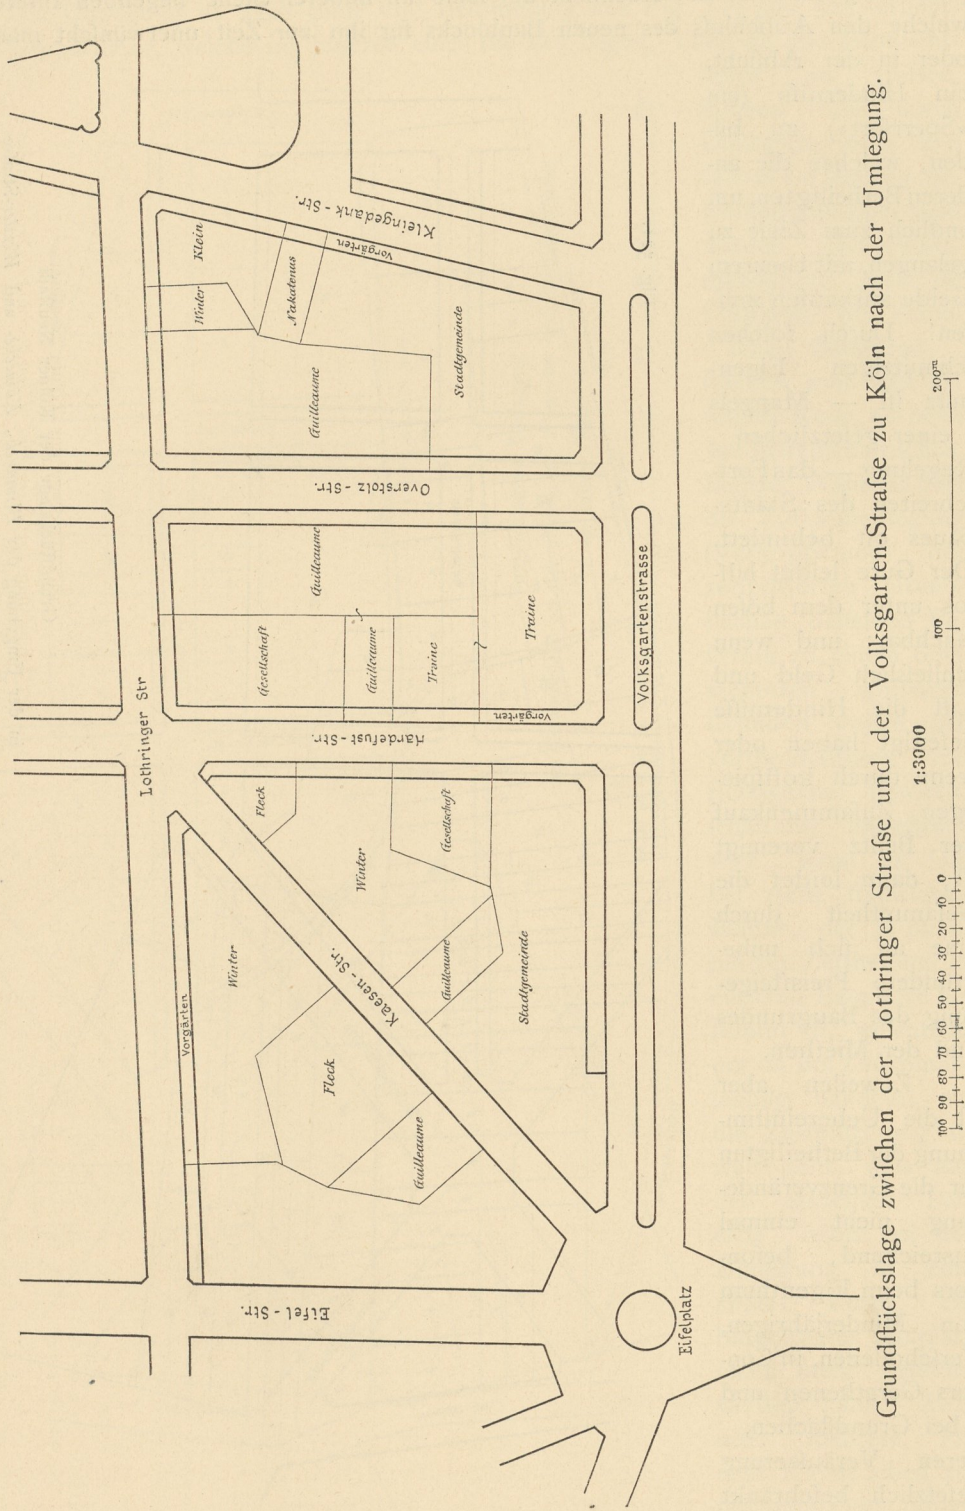 Eifel-Str.
Vorgärten
Winter
Fleck
Guilleaume
Kaesen-Str.
Lothringer Str
Fleck
Winter
Gesellschaft
Guilleaume
Stadtgemeinde
Hardefust-Str.
Vorgärten
Gesellschaft
Guilleaume
Guilleaume
Traine
Traine
Overstolz-Str.
Guilleaume
Winter
Klein
Nakatenus
Stadtgemeinde
Vorgärten
Kleingedank-Str.
Volksgartenstrasse
Eifelplatz
Grundſtückslage zwiſchen der Lothringer Straſse und der Volksgarten-Straſse zu Köln nach der Umlegung.
1:3000
100 90 80 70 60 50 40 30 20 10 0 100 200m